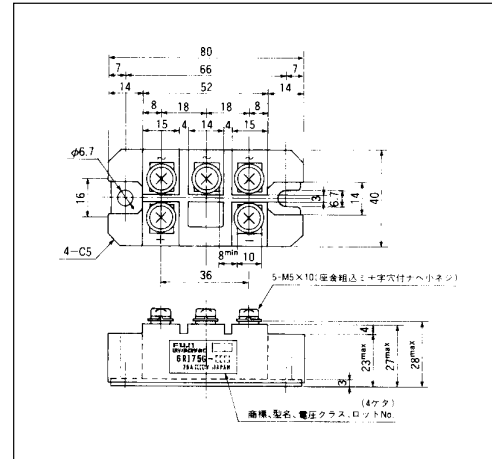 80
7 66 7
14 52 14
8 18 18 8
15 4 14 4 15
φ6.7
~ ~ ~
16
3
6.7
14
40
+ −
4-C5
8min 10
36
5-M5×10(座金組込ミ十字穴付ナベ小ネジ)
4
23max
27max
28max
3
6RI75G-
75A JAPAN
(4ケタ)
商標、型名、電圧クラス、ロットNo.